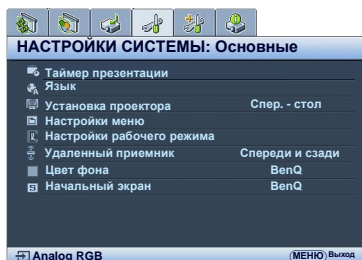 НАСТРОЙКИ СИСТЕМЫ: Основные
Таймер презентации
Язык
Установка проектора Спер. - стол
Настройки меню
Настройки рабочего режима
Удаленный приемник Спереди и сзади
Цвет фона BenQ
Начальный экран BenQ
Analog RGB МЕНЮ Выход